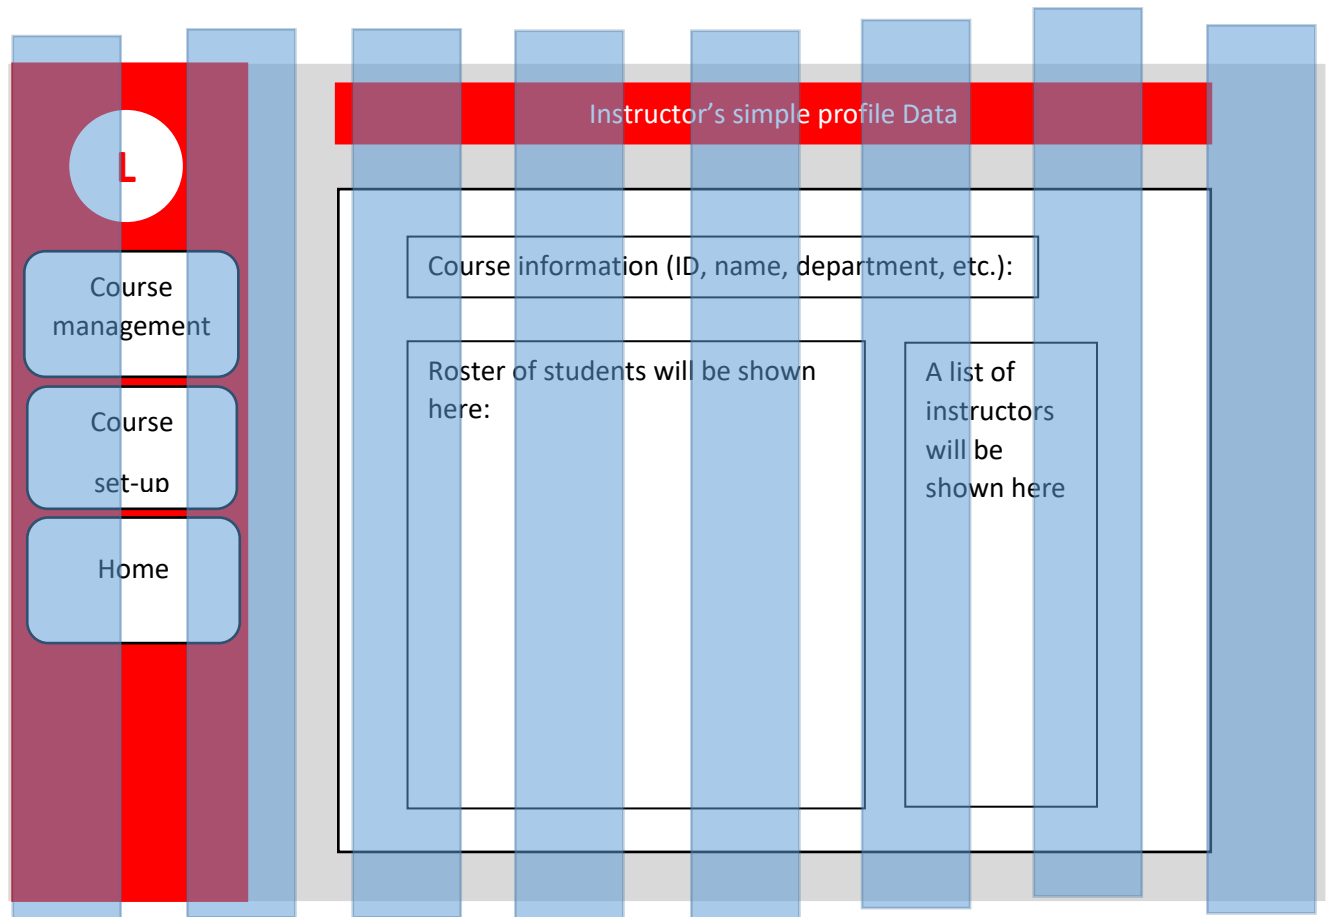 Instructor's simple profile Data
L
Course
management
Course
set-up
Home
Course information (ID, name, department, etc.):
Roster of students will be shown
here:
A list of
instructors
will be
shown here